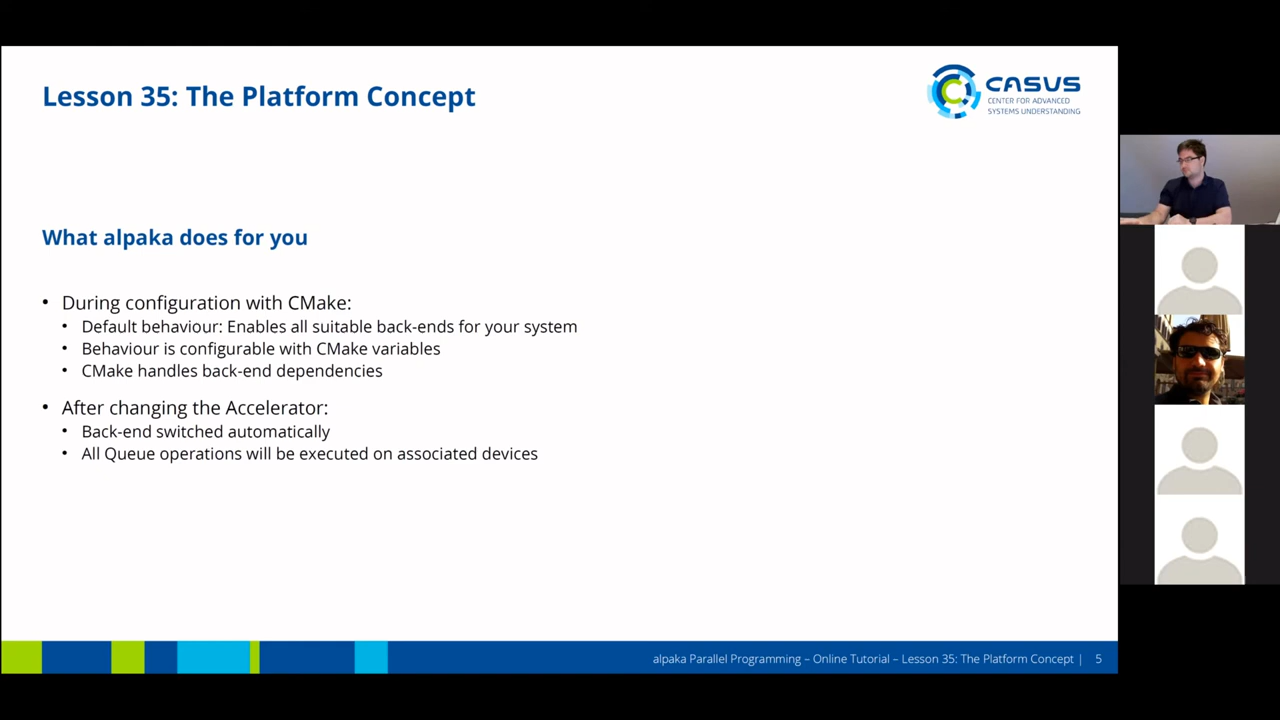 Lesson 35: The Platform Concept
CASUS
CENTER FOR ADVANCED
SYSTEMS UNDERSTANDING
What alpaka does for you
• During configuration with CMake:
• Default behaviour: Enables all suitable back-ends for your system
• Behaviour is configurable with CMake variables
• CMake handles back-end dependencies
• After changing the Accelerator:
• Back-end switched automatically
• All Queue operations will be executed on associated devices
alpaka Parallel Programming – Online Tutorial – Lesson 35: The Platform Concept | 5